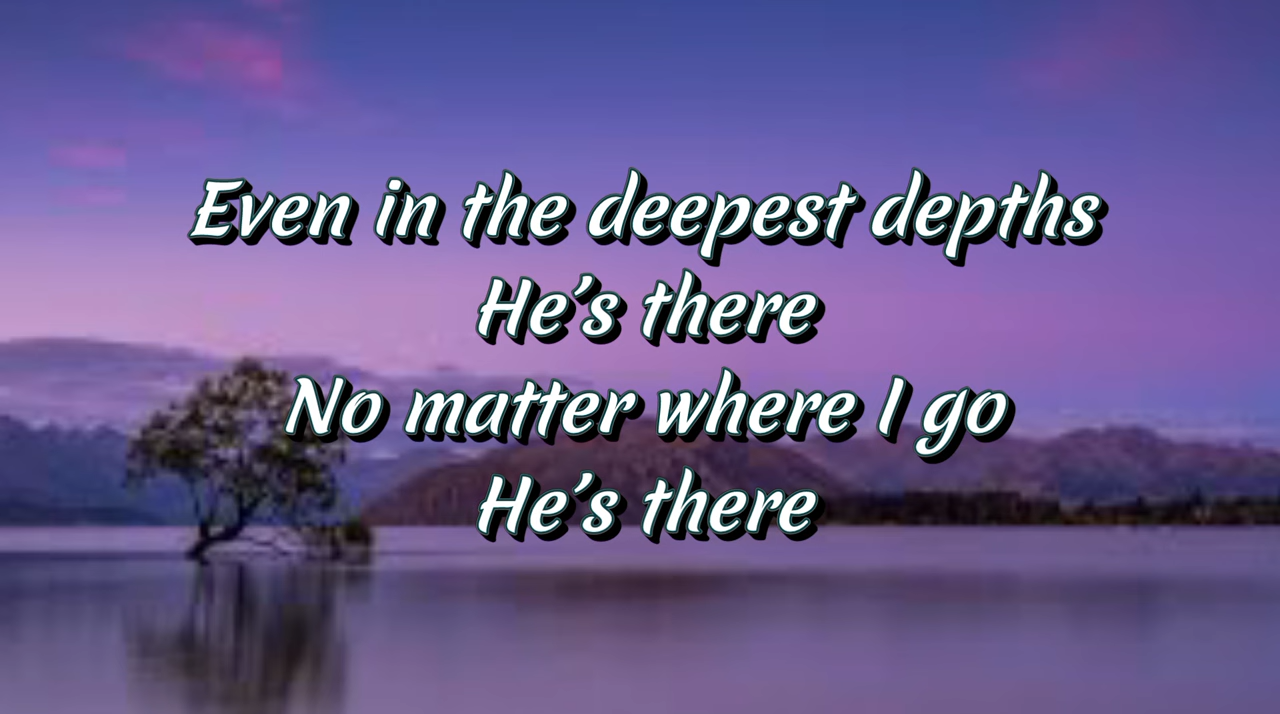 Even in the deepest depths
He’s there
No matter where I go
He’s there